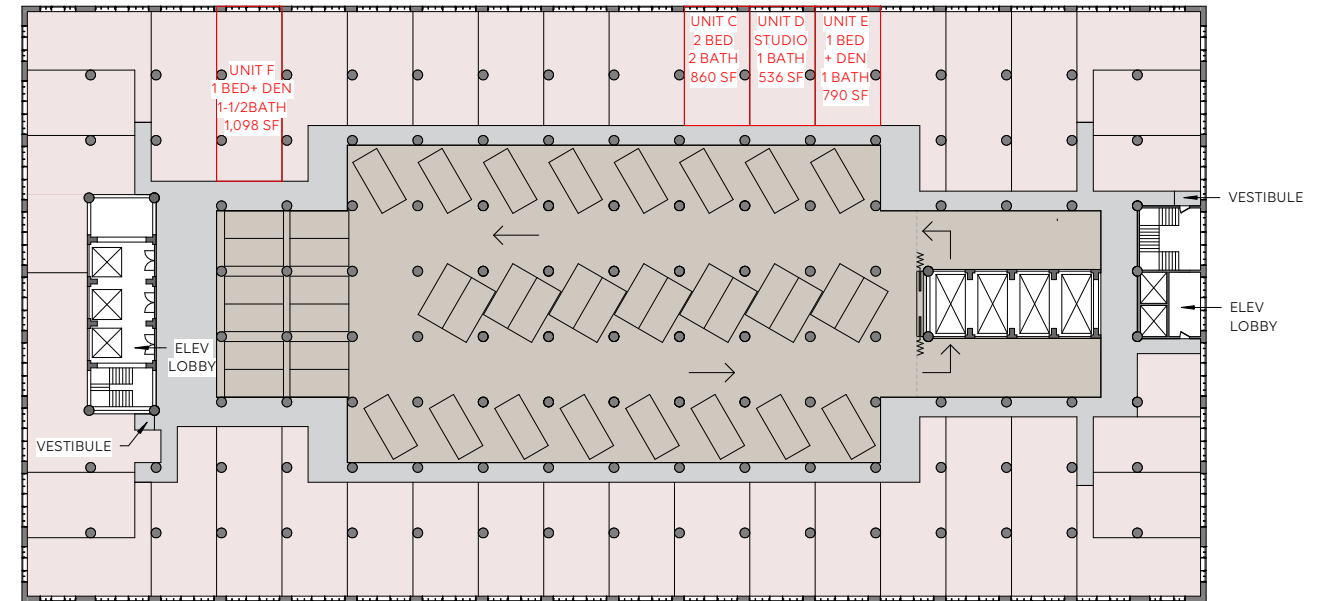 UNIT F
1 BED+ DEN
1-1/2BATH
1,098 SF
UNIT C
2 BED
2 BATH
860 SF
UNIT D
STUDIO
1 BATH
536 SF
UNIT E
1 BED
+ DEN
1 BATH
790 SF
VESTIBULE
ELEV
LOBBY
ELEV
LOBBY
VESTIBULE